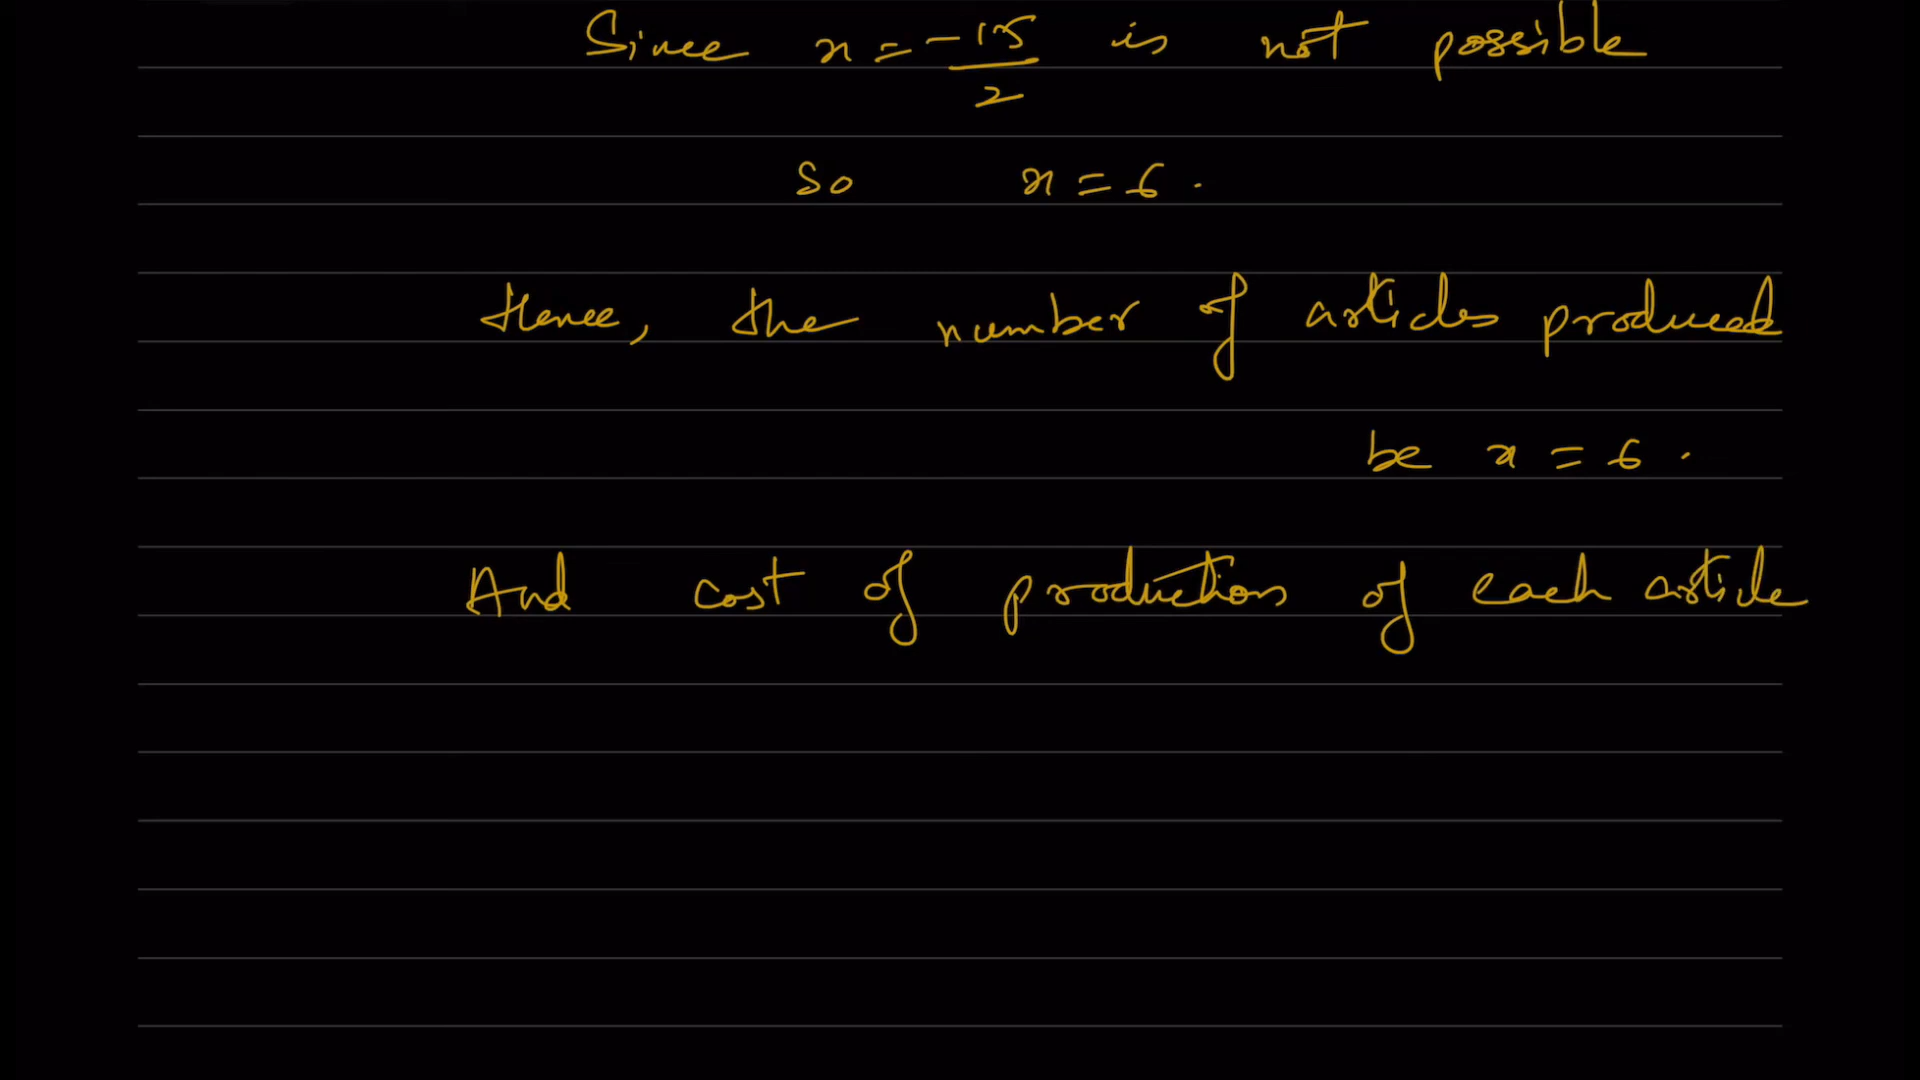 Since x = -15/2 is not possible
So x = 6.
Hence, the number of articles produced
be x = 6.
And cost of production of each article